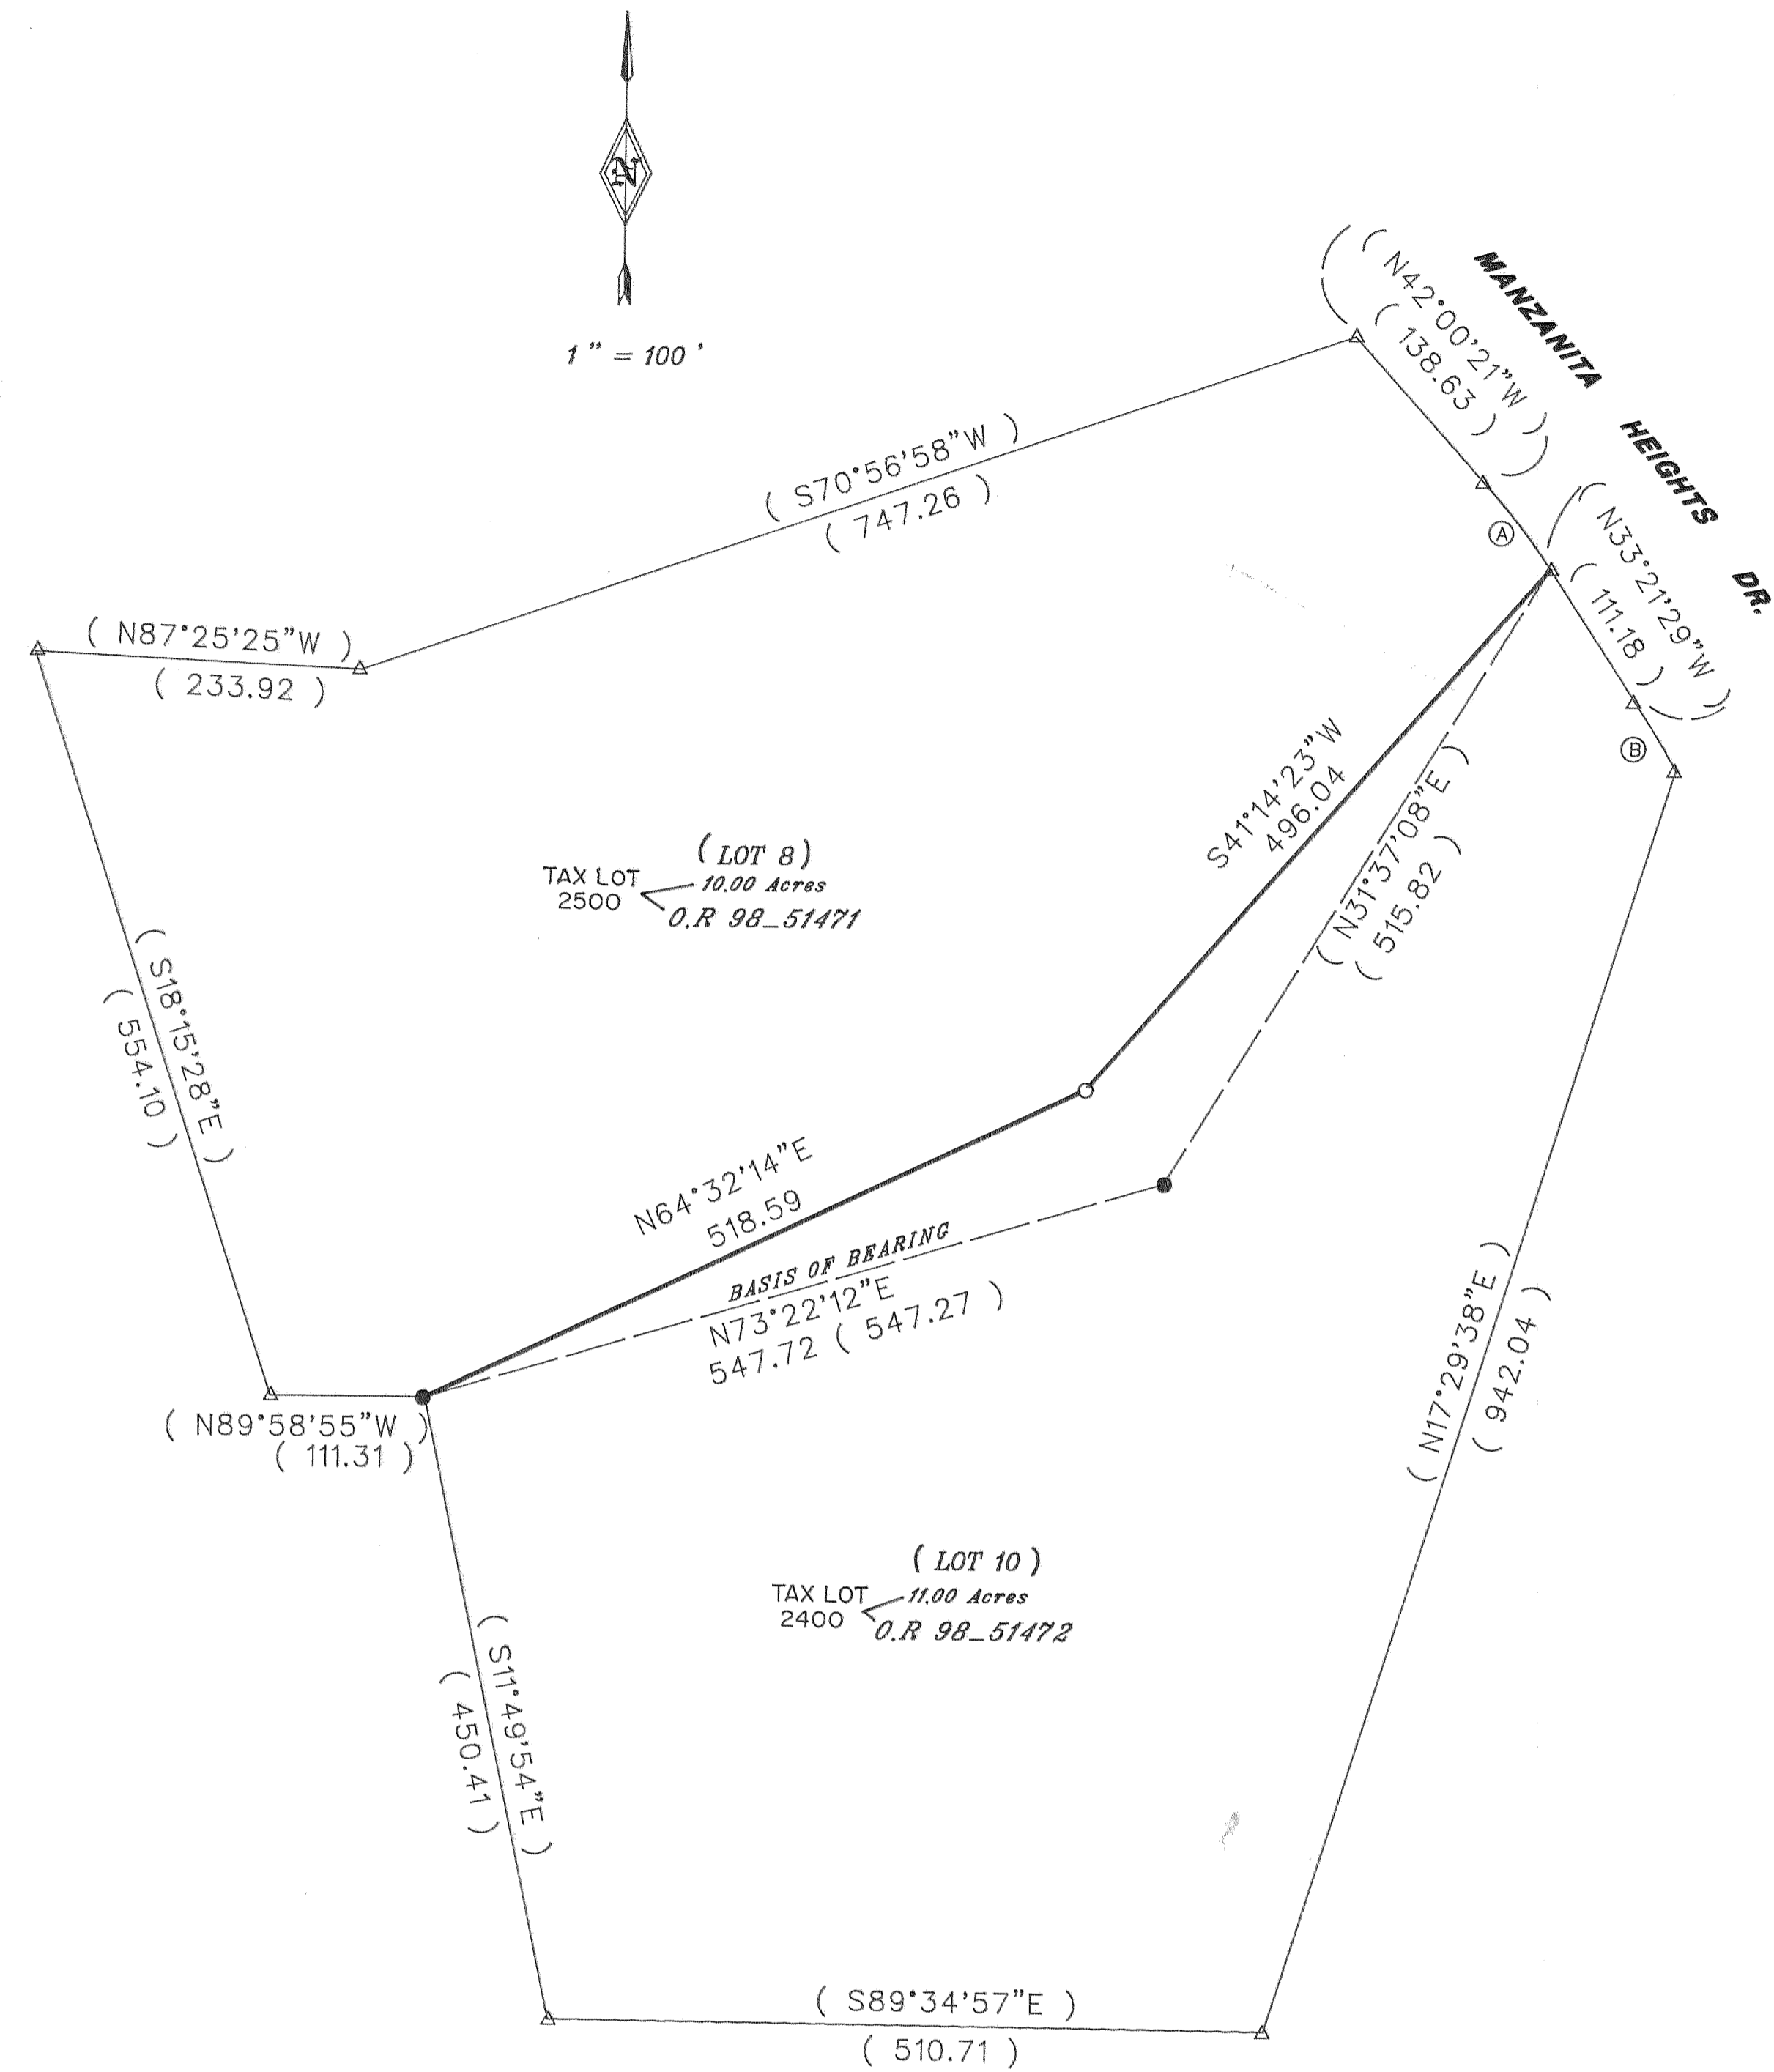 N
1" = 100'
MANZANITA HEIGHTS DR.
( N42°00'21"W )
( 138.63 )
A
( N33°21'29"W )
( 111.18 )
B
( S70°56'58"W )
( 747.26 )
( N87°25'25"W )
( 233.92 )
S41°14'23"W
496.04
( N31°37'08"E )
( 515.82 )
( LOT 8 )
TAX LOT
2500
10.00 Acres
O.R 98_51471
( S18°15'28"E )
( 554.10 )
N64°32'14"E
518.59
BASIS OF BEARING
N73°22'12"E
547.72 ( 547.27 )
( N17°29'38"E )
( 942.04 )
( N89°58'55"W )
( 111.31 )
( LOT 10 )
TAX LOT
2400
11.00 Acres
O.R 98_51472
( S11°49'54"E )
( 450.41 )
( S89°34'57"E )
( 510.71 )